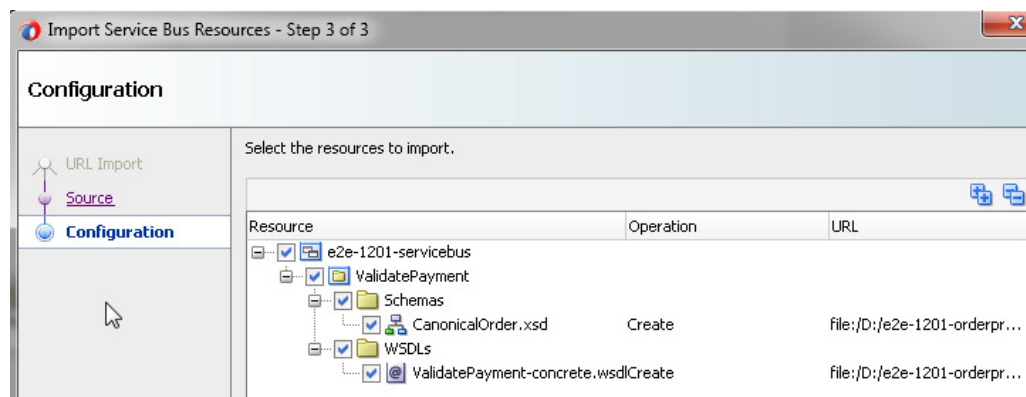 Import Service Bus Resources - Step 3 of 3
Configuration
URL Import
Source
Configuration
Select the resources to import.
Resource Operation URL
e2e-1201-servicebus
ValidatePayment
Schemas
CanonicalOrder.xsd Create file:/D:/e2e-1201-orderpr...
WSDLs
ValidatePayment-concrete.wsdlCreate file:/D:/e2e-1201-orderpr...